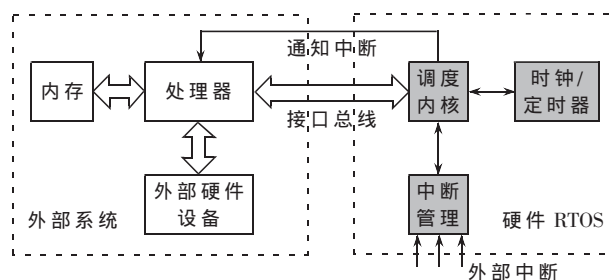 通知中断
内存
处理器
调度
内核
时钟/
定时器
接口总线
外部硬件
设备
中断
管理
外部系统
硬件 RTOS
外部中断